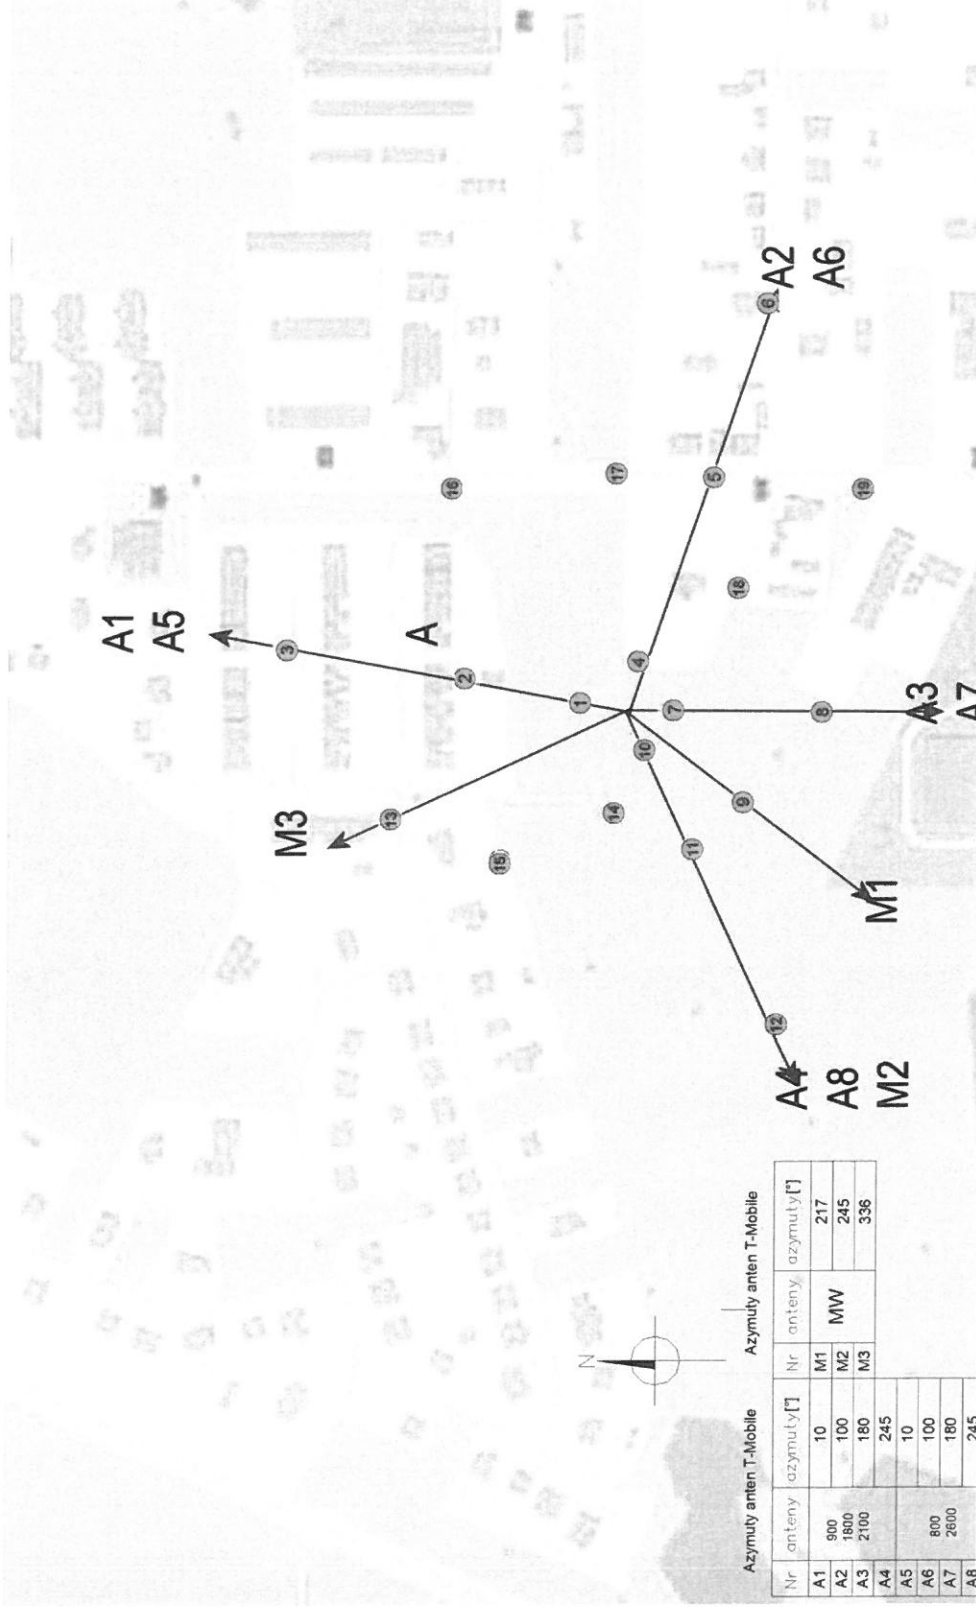 A1
A5
M3
A
3
2
1
16
17
13
15
14
4
10
7
5
6
A2
A6
18
19
11
9
8
12
A3
A7
M1
A4
A8
M2
N
Azymuty anten T-Mobile
Nr anteny azymuty[°]
A1 900 1800 2100 10
A2 100
A3 180
A4 245
A5 800 2600 10
A6 100
A7 180
A8 245
Azymuty anten T-Mobile
Nr anteny azymuty[°]
M1 MW 217
M2 245
M3 336